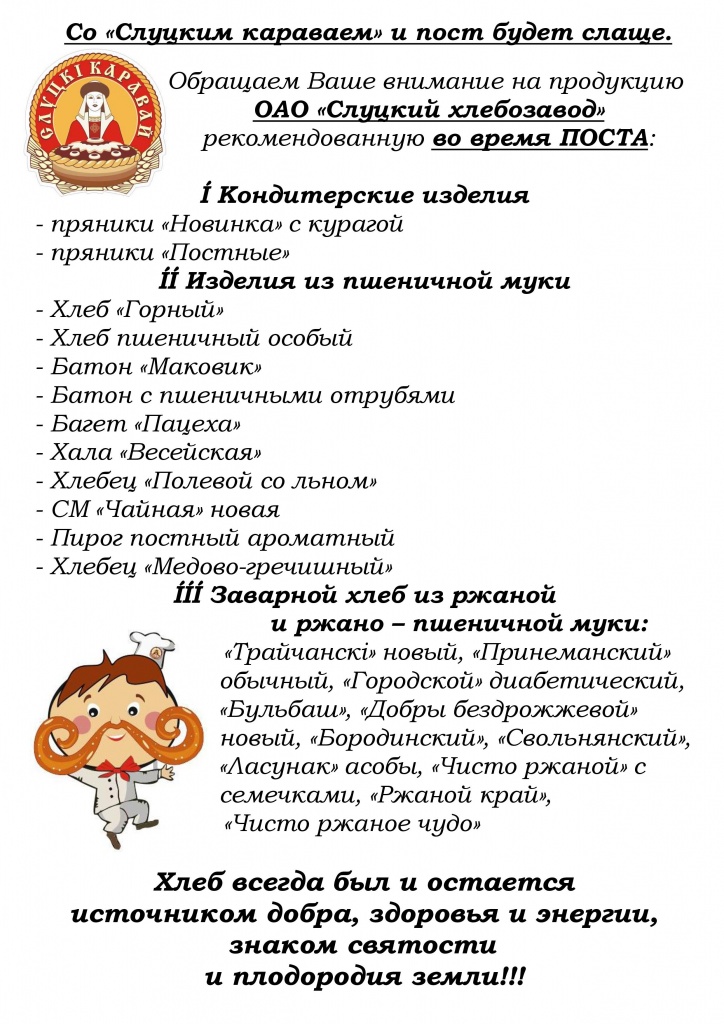 Со «Слуцким караваем» и пост будет слаще.
СЛУЦКІ КАРАВАЙ
Обращаем Ваше внимание на продукцию
ОАО «Слуцкий хлебозавод»
рекомендованную во время ПОСТА:
Í Кондитерские изделия
- пряники «Новинка» с курагой
- пряники «Постные»
ÍÍ Изделия из пшеничной муки
- Хлеб «Горный»
- Хлеб пшеничный особый
- Батон «Маковик»
- Батон с пшеничными отрубями
- Багет «Пацеха»
- Хала «Весейская»
- Хлебец «Полевой со льном»
- СМ «Чайная» новая
- Пирог постный ароматный
- Хлебец «Медово-гречишный»
ÍÍÍ Заварной хлеб из ржаной
и ржано – пшеничной муки:
«Трайчанскі» новый, «Принеманский»
обычный, «Городской» диабетический,
«Бульбаш», «Добры бездрожжевой»
новый, «Бородинский», «Свольнянский»,
«Ласунак» асобы, «Чисто ржаной» с
семечками, «Ржаной край»,
«Чисто ржаное чудо»
Хлеб всегда был и остается
источником добра, здоровья и энергии,
знаком святости
и плодородия земли!!!